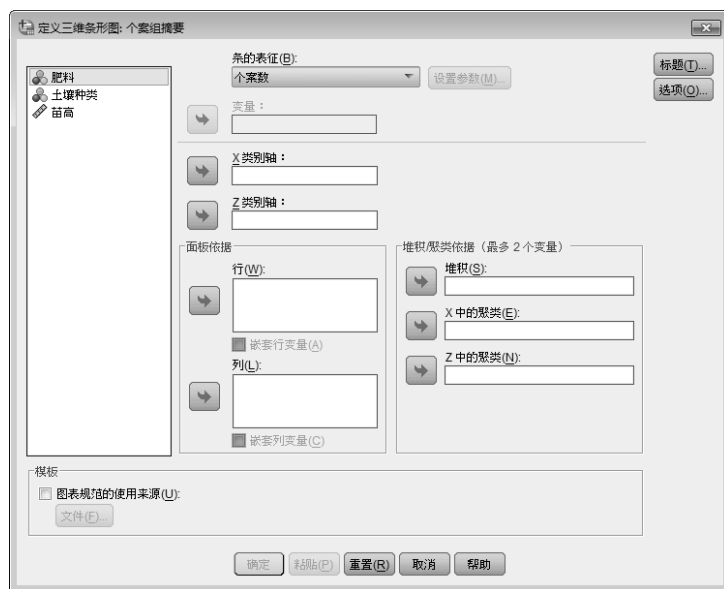 定义三维条形图: 个案组摘要
肥料
土壤种类
苗高
条的表征(B):
个案数
设置参数(M)...
变量：
X 类别轴：
Z 类别轴：
面板依据
行(W):
嵌套行变量(A)
列(L):
嵌套列变量(C)
堆积/聚类依据（最多 2 个变量）
堆积(S):
X 中的聚类(E):
Z 中的聚类(N):
标题(T)...
选项(O)...
模板
图表规范的使用来源(U):
文件(F)...
确定
粘贴(P)
重置(R)
取消
帮助